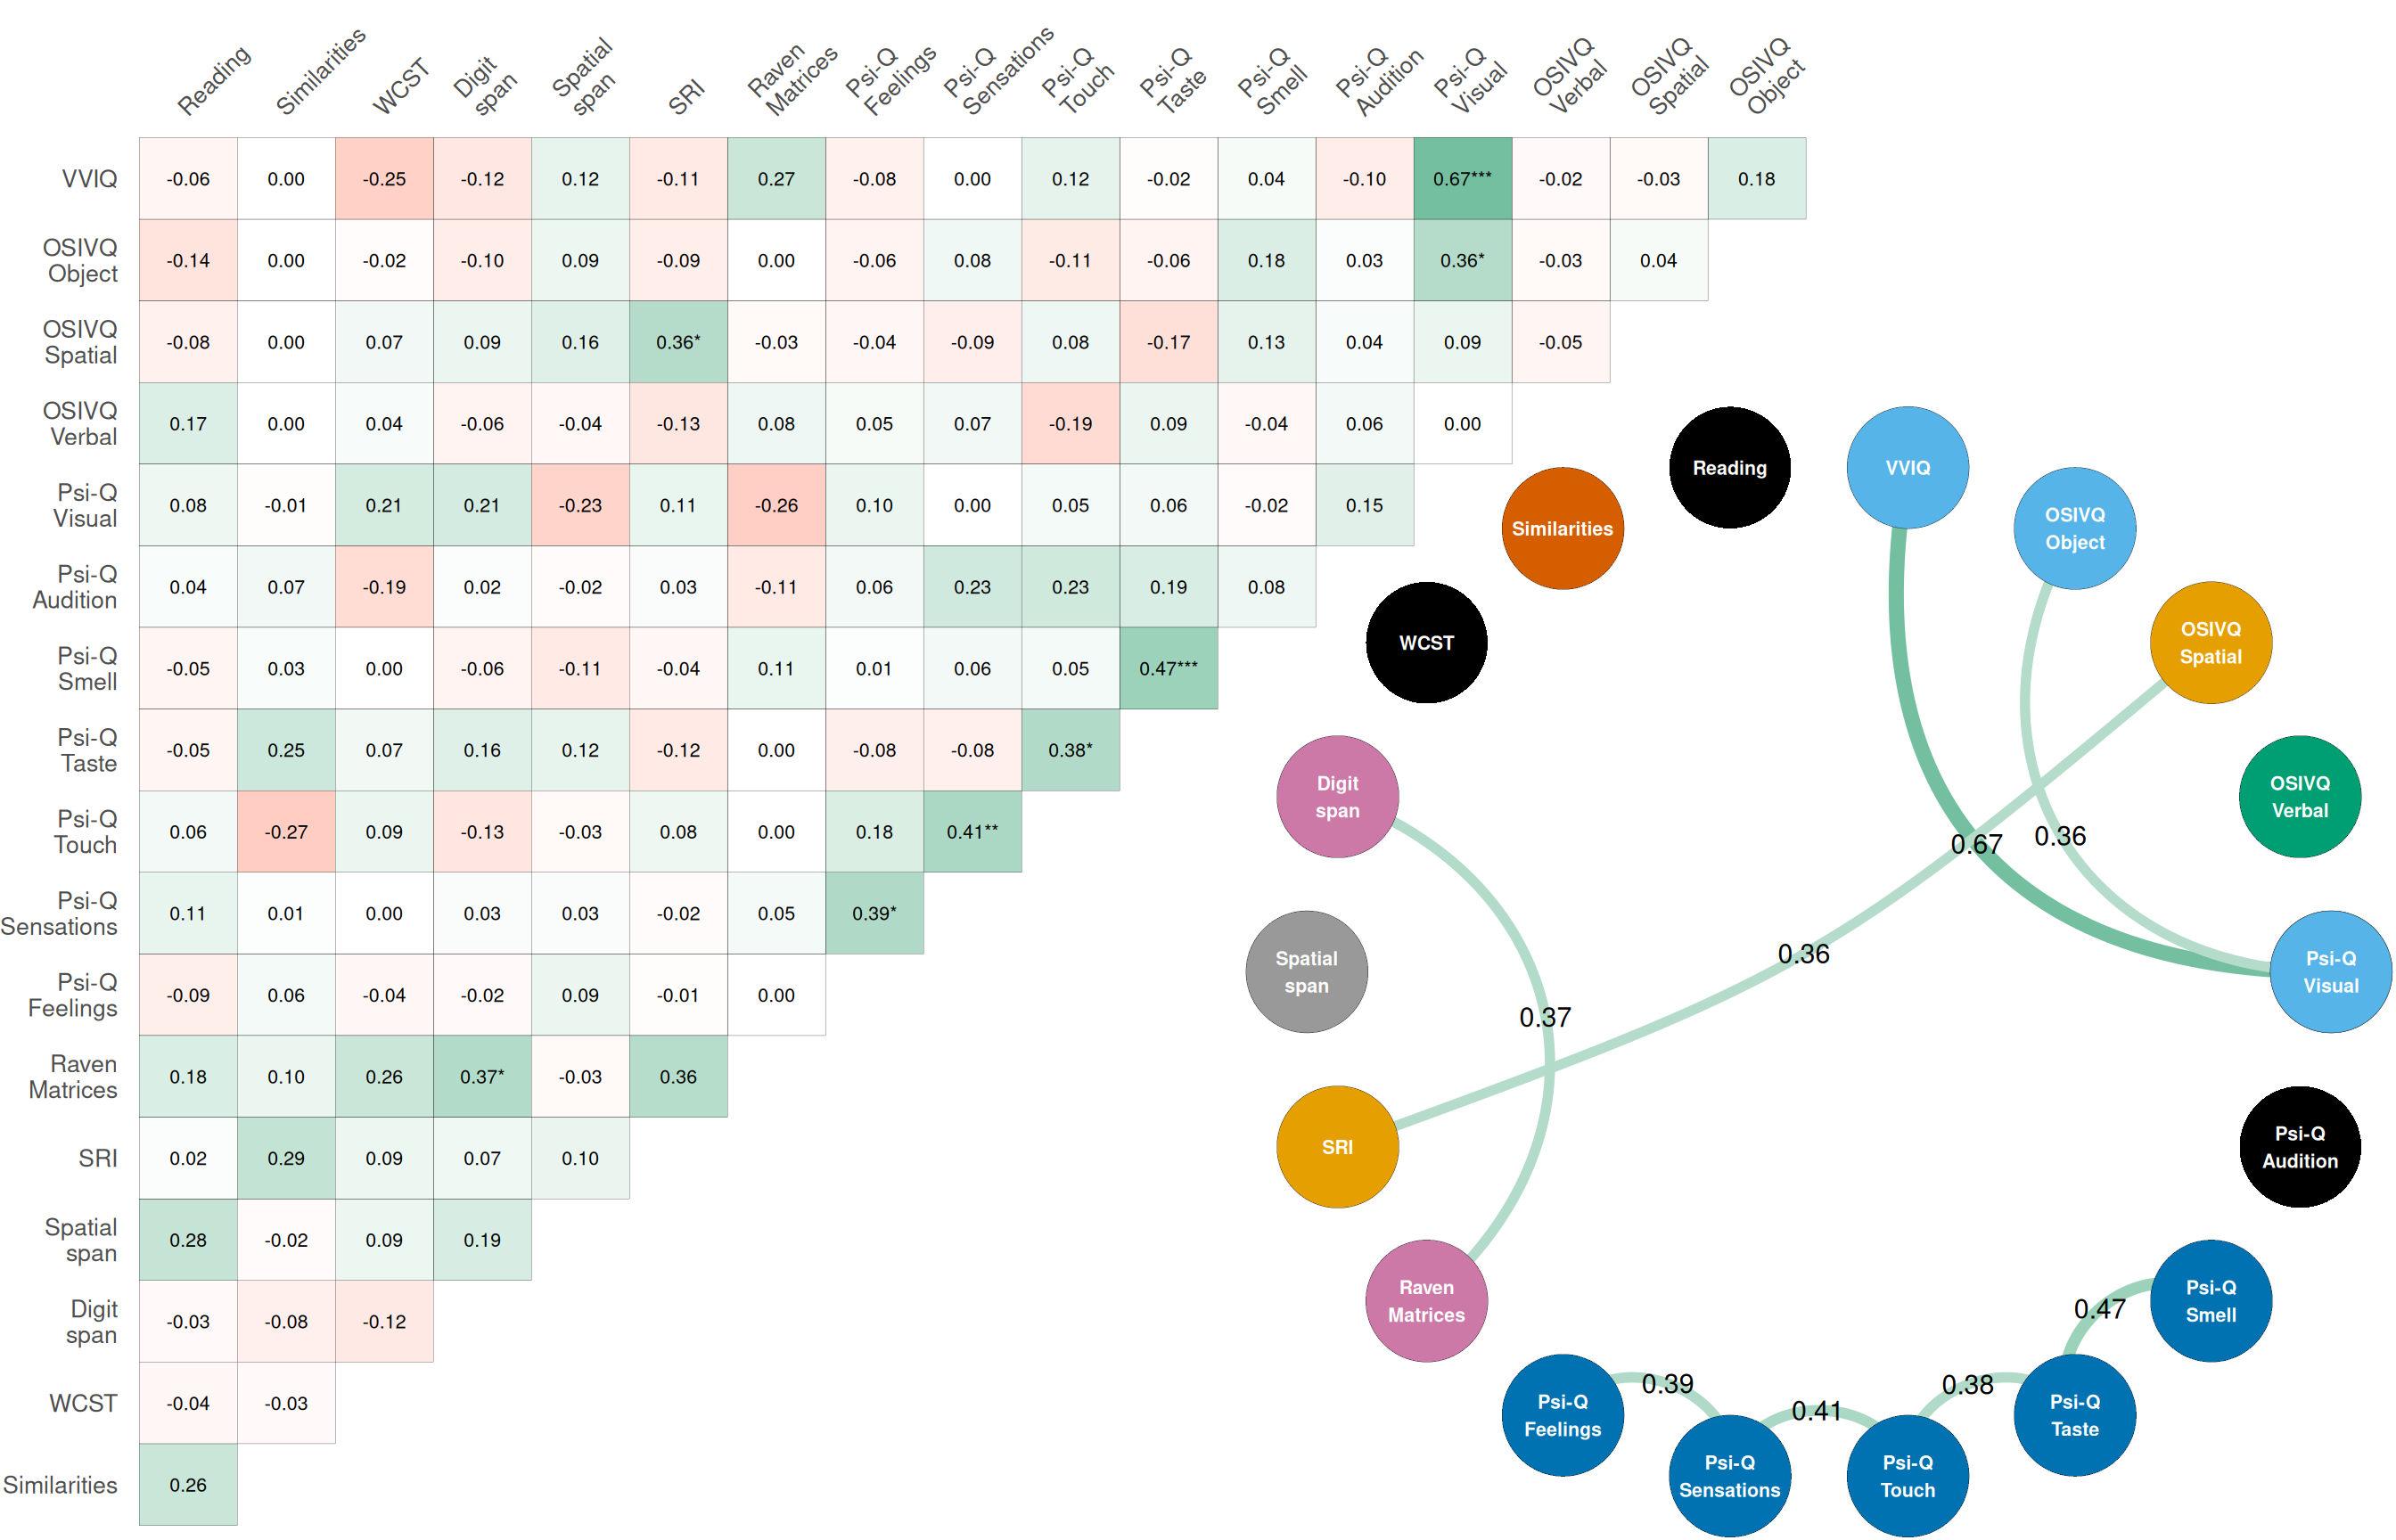 Reading
Similarities
WCST
Digit
span
Spatial
span
SRI
Raven
Matrices
Psi-Q
Feelings
Psi-Q
Sensations
Psi-Q
Touch
Psi-Q
Taste
Psi-Q
Smell
Psi-Q
Audition
Psi-Q
Visual
OSIVQ
Verbal
OSIVQ
Spatial
OSIVQ
Object
VVIQ -0.06 0.00 -0.25 -0.12 0.12 -0.11 0.27 -0.08 0.00 0.12 -0.02 0.04 -0.10 0.67*** -0.02 -0.03 0.18
OSIVQ
Object -0.14 0.00 -0.02 -0.10 0.09 -0.09 0.00 -0.06 0.08 -0.11 -0.06 0.18 0.03 0.36* -0.03 0.04
OSIVQ
Spatial -0.08 0.00 0.07 0.09 0.16 0.36* -0.03 -0.04 -0.09 0.08 -0.17 0.13 0.04 0.09 -0.05
OSIVQ
Verbal 0.17 0.00 0.04 -0.06 -0.04 -0.13 0.08 0.05 0.07 -0.19 0.09 -0.04 0.06 0.00
Psi-Q
Visual 0.08 -0.01 0.21 0.21 -0.23 0.11 -0.26 0.10 0.00 0.05 0.06 -0.02 0.15
Psi-Q
Audition 0.04 0.07 -0.19 0.02 -0.02 0.03 -0.11 0.06 0.23 0.23 0.19 0.08
Psi-Q
Smell -0.05 0.03 0.00 -0.06 -0.11 -0.04 0.11 0.01 0.06 0.05 0.47***
Psi-Q
Taste -0.05 0.25 0.07 0.16 0.12 -0.12 0.00 -0.08 -0.08 0.38*
Psi-Q
Touch 0.06 -0.27 0.09 -0.13 -0.03 0.08 0.00 0.18 0.41**
Psi-Q
Sensations 0.11 0.01 0.00 0.03 0.03 -0.02 0.05 0.39*
Psi-Q
Feelings -0.09 0.06 -0.04 -0.02 0.09 -0.01 0.00
Raven
Matrices 0.18 0.10 0.26 0.37* -0.03 0.36
SRI 0.02 0.29 0.09 0.07 0.10
Spatial
span 0.28 -0.02 0.09 0.19
Digit
span -0.03 -0.08 -0.12
WCST -0.04 -0.03
Similarities 0.26
Reading
VVIQ
Similarities
OSIVQ
Object
WCST
OSIVQ
Spatial
Digit
span
OSIVQ
Verbal
0.67
0.36
0.36
Spatial
span
Psi-Q
Visual
0.37
SRI
Psi-Q
Audition
Raven
Matrices
Psi-Q
Smell
0.47
0.39
0.41
0.38
Psi-Q
Feelings
Psi-Q
Taste
Psi-Q
Sensations
Psi-Q
Touch